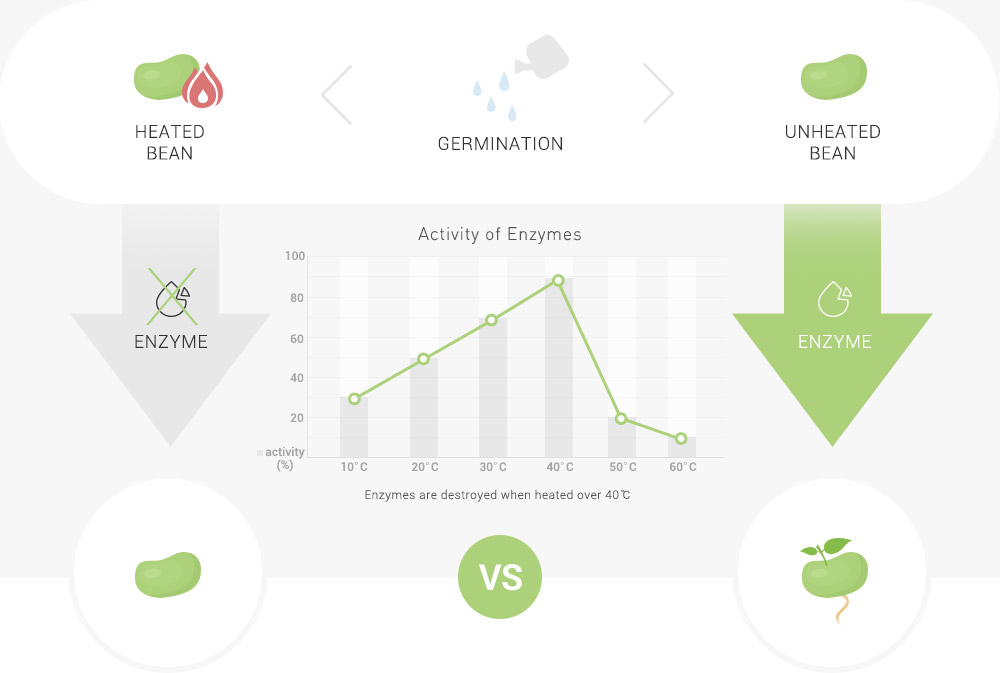 HEATED
BEAN
GERMINATION
UNHEATED
BEAN
Activity of Enzymes
100
80
60
40
20
activity
(%)
10°C 20°C 30°C 40°C 50°C 60°C
Enzymes are destroyed when heated over 40℃
ENZYME
ENZYME
VS